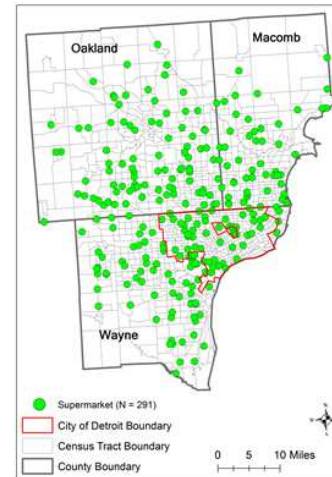 Oakland
Macomb
Wayne
Supermarket (N = 291)
City of Detroit Boundary
Census Tract Boundary
County Boundary
0 5 10 Miles